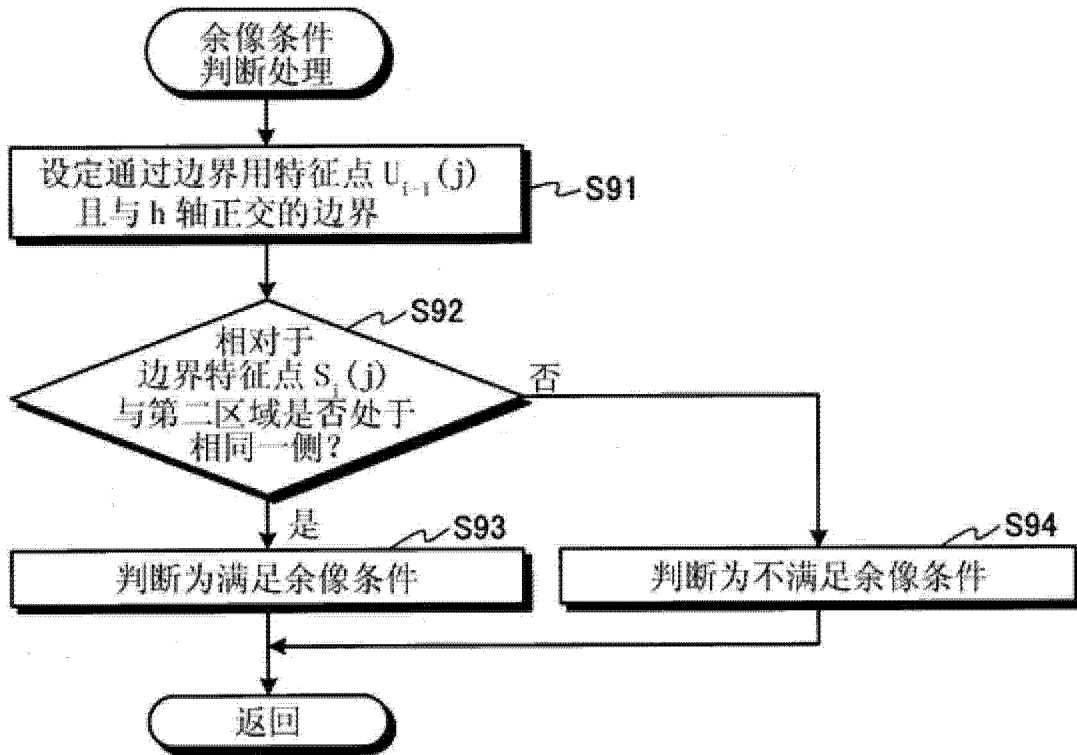 余像条件
判断处理
设定通过边界用特征点 U_{i-1}(j)
且与 h 轴正交的边界
S91
S92
相对于
边界特征点 S_i(j)
与第二区域是否处于
相同一侧?
否
是
S93
判断为满足余像条件
S94
判断为不满足余像条件
返回